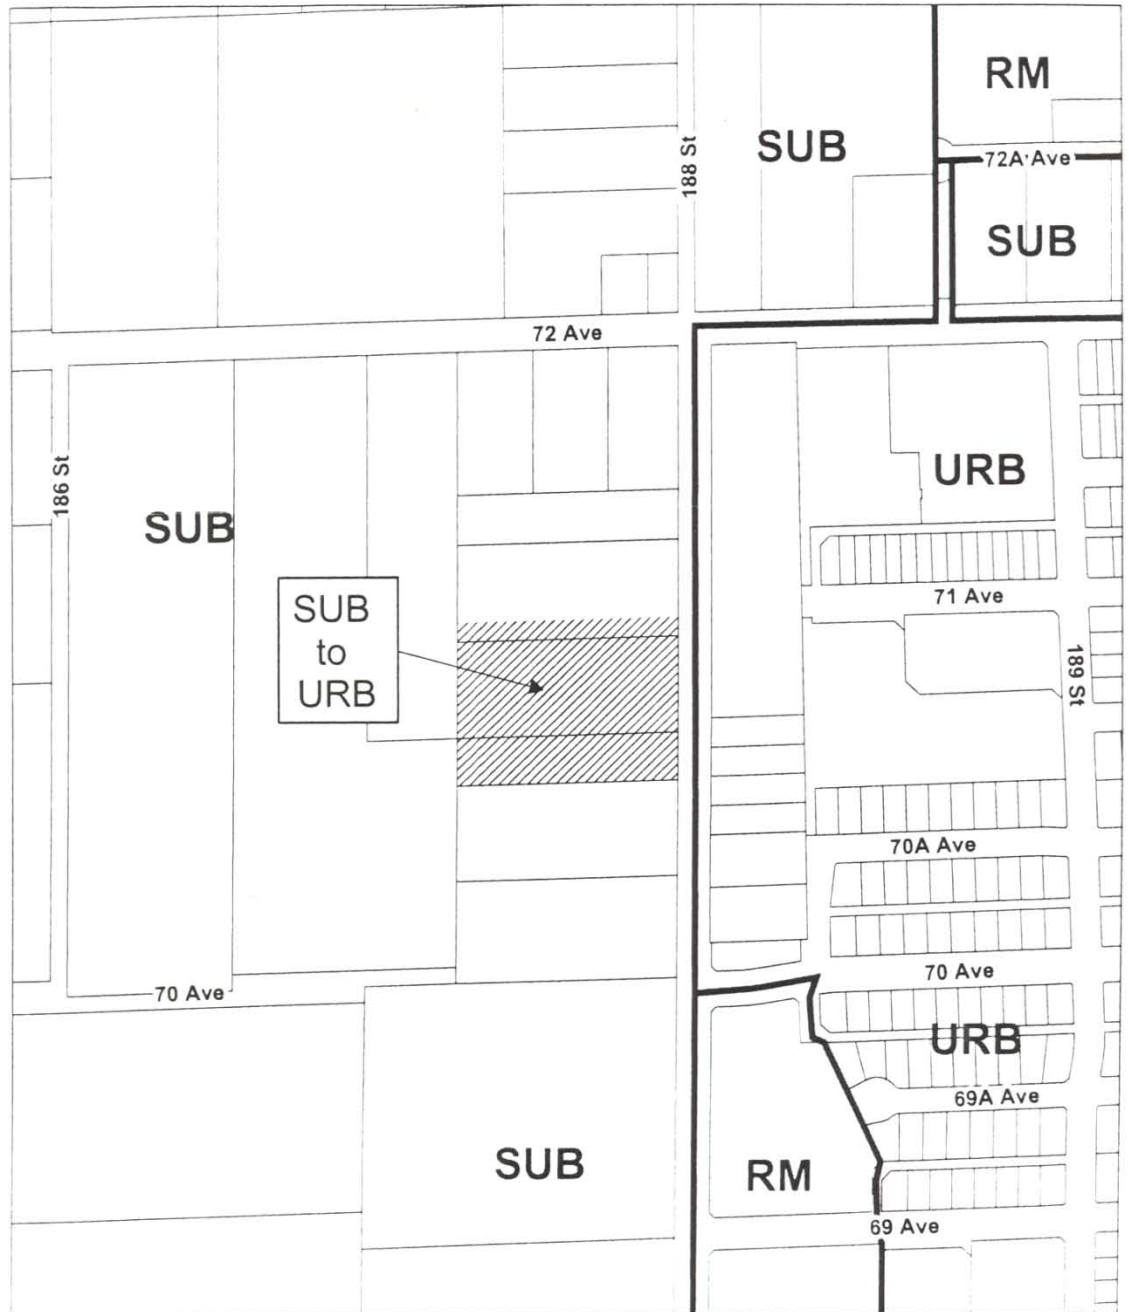 RM
SUB
72A Ave
188 St
SUB
72 Ave
URB
186 St
SUB
SUB
to
URB
71 Ave
189 St
70A Ave
70 Ave
70 Ave
URB
69A Ave
SUB
RM
69 Ave